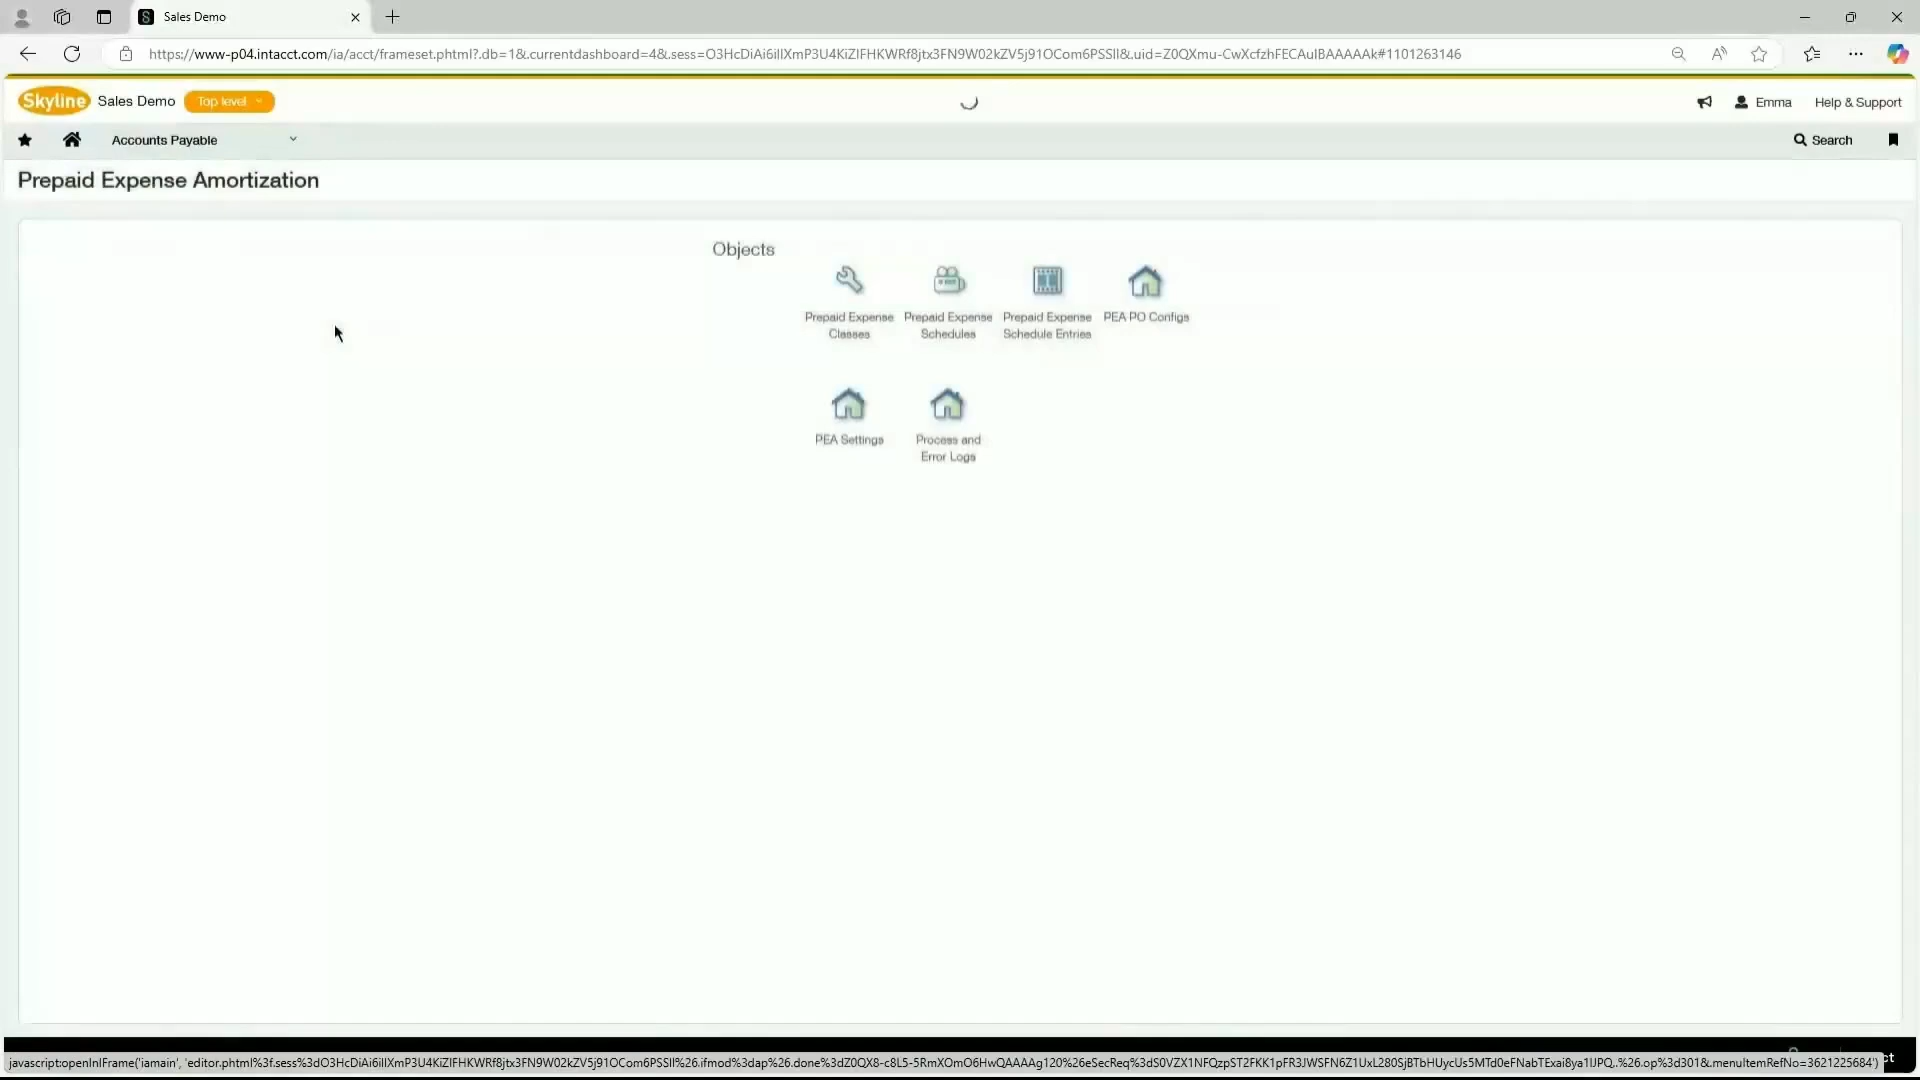 Sales Demo
https://www-p04.intacct.com/ia/acct/frameset.phtml?.db=1&.currentdashboard=4&.sess=O3HcDiAi6iIlXmP3U4KiZlFHKWRf8jtx3FN9W02kZV5j91OCom6PSSlI&.uid=Z0QXmu-CwXcfzhFECAulBAAAAAk#1101263146
Skyline Sales Demo Top level
Emma Help & Support
Accounts Payable
Search
Prepaid Expense Amortization
Objects
Prepaid Expense Classes
Prepaid Expense Schedules
Prepaid Expense Schedule Entries
PEA PO Configs
PEA Settings
Process and Error Logs